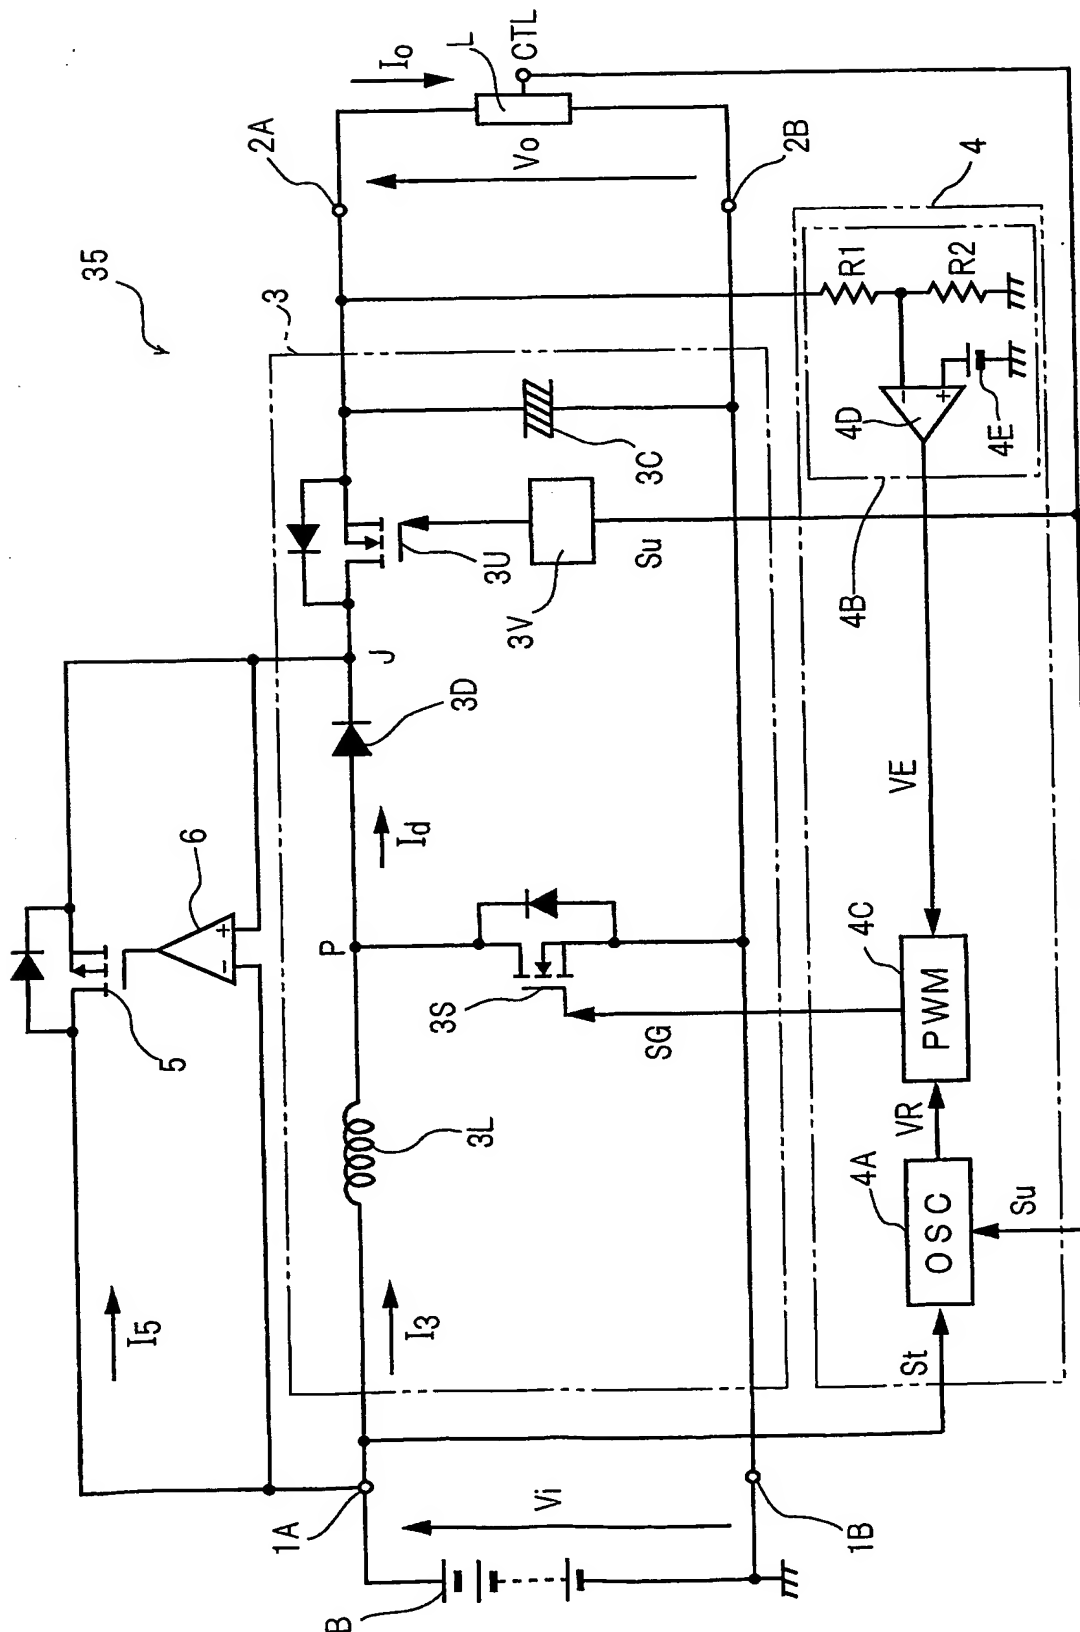 35
5
6
+
−
I5
1A
B
Vi
1B
3L
I3
P
Id
3D
J
3U
3V
3S
SG
Su
3C
3
2A
2B
Io
L
CTL
Vo
4
R1
R2
4D
−
+
4E
4B
VE
4C
PWM
VR
4A
OSC
St
Su